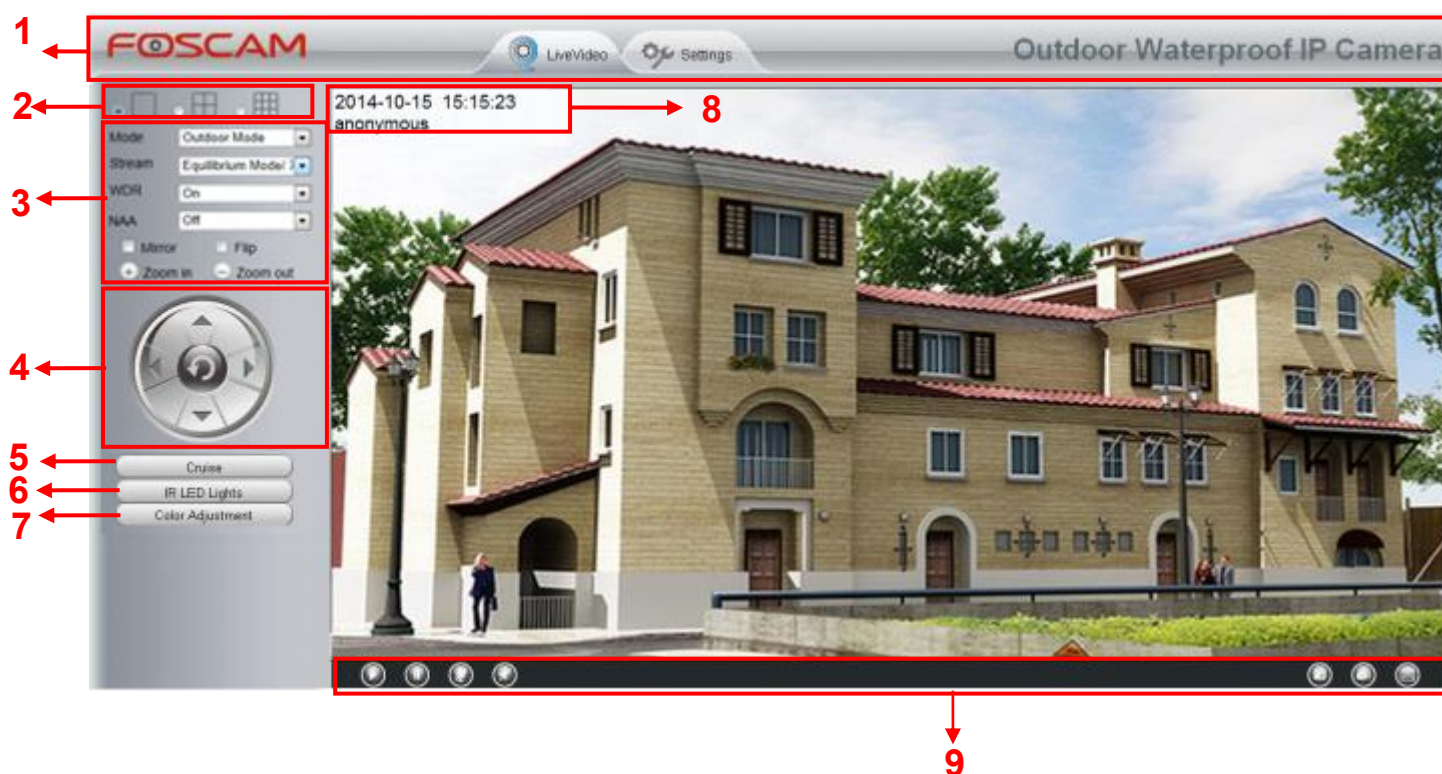 1
FOSCAM
LiveVideo
Settings
Outdoor Waterproof IP Camera
2
2014-10-15 15:15:23
anonymous
8
3
Mode Outdoor Mode
Stream Equilibrium Mode/
WDR On
NAA Off
Mirror Flip
Zoom in Zoom out
4
5
Cruise
6
IR LED Lights
7
Color Adjustment
9